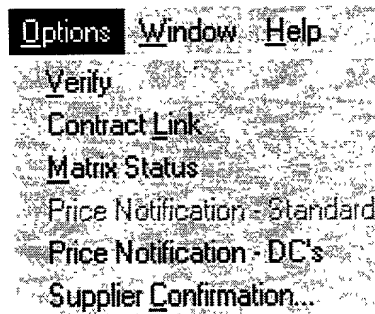 Options Window Help
Verify
Contract Link
Matrix Status
Price Notification - Standard
Price Notification - DC's
Supplier Confirmation...